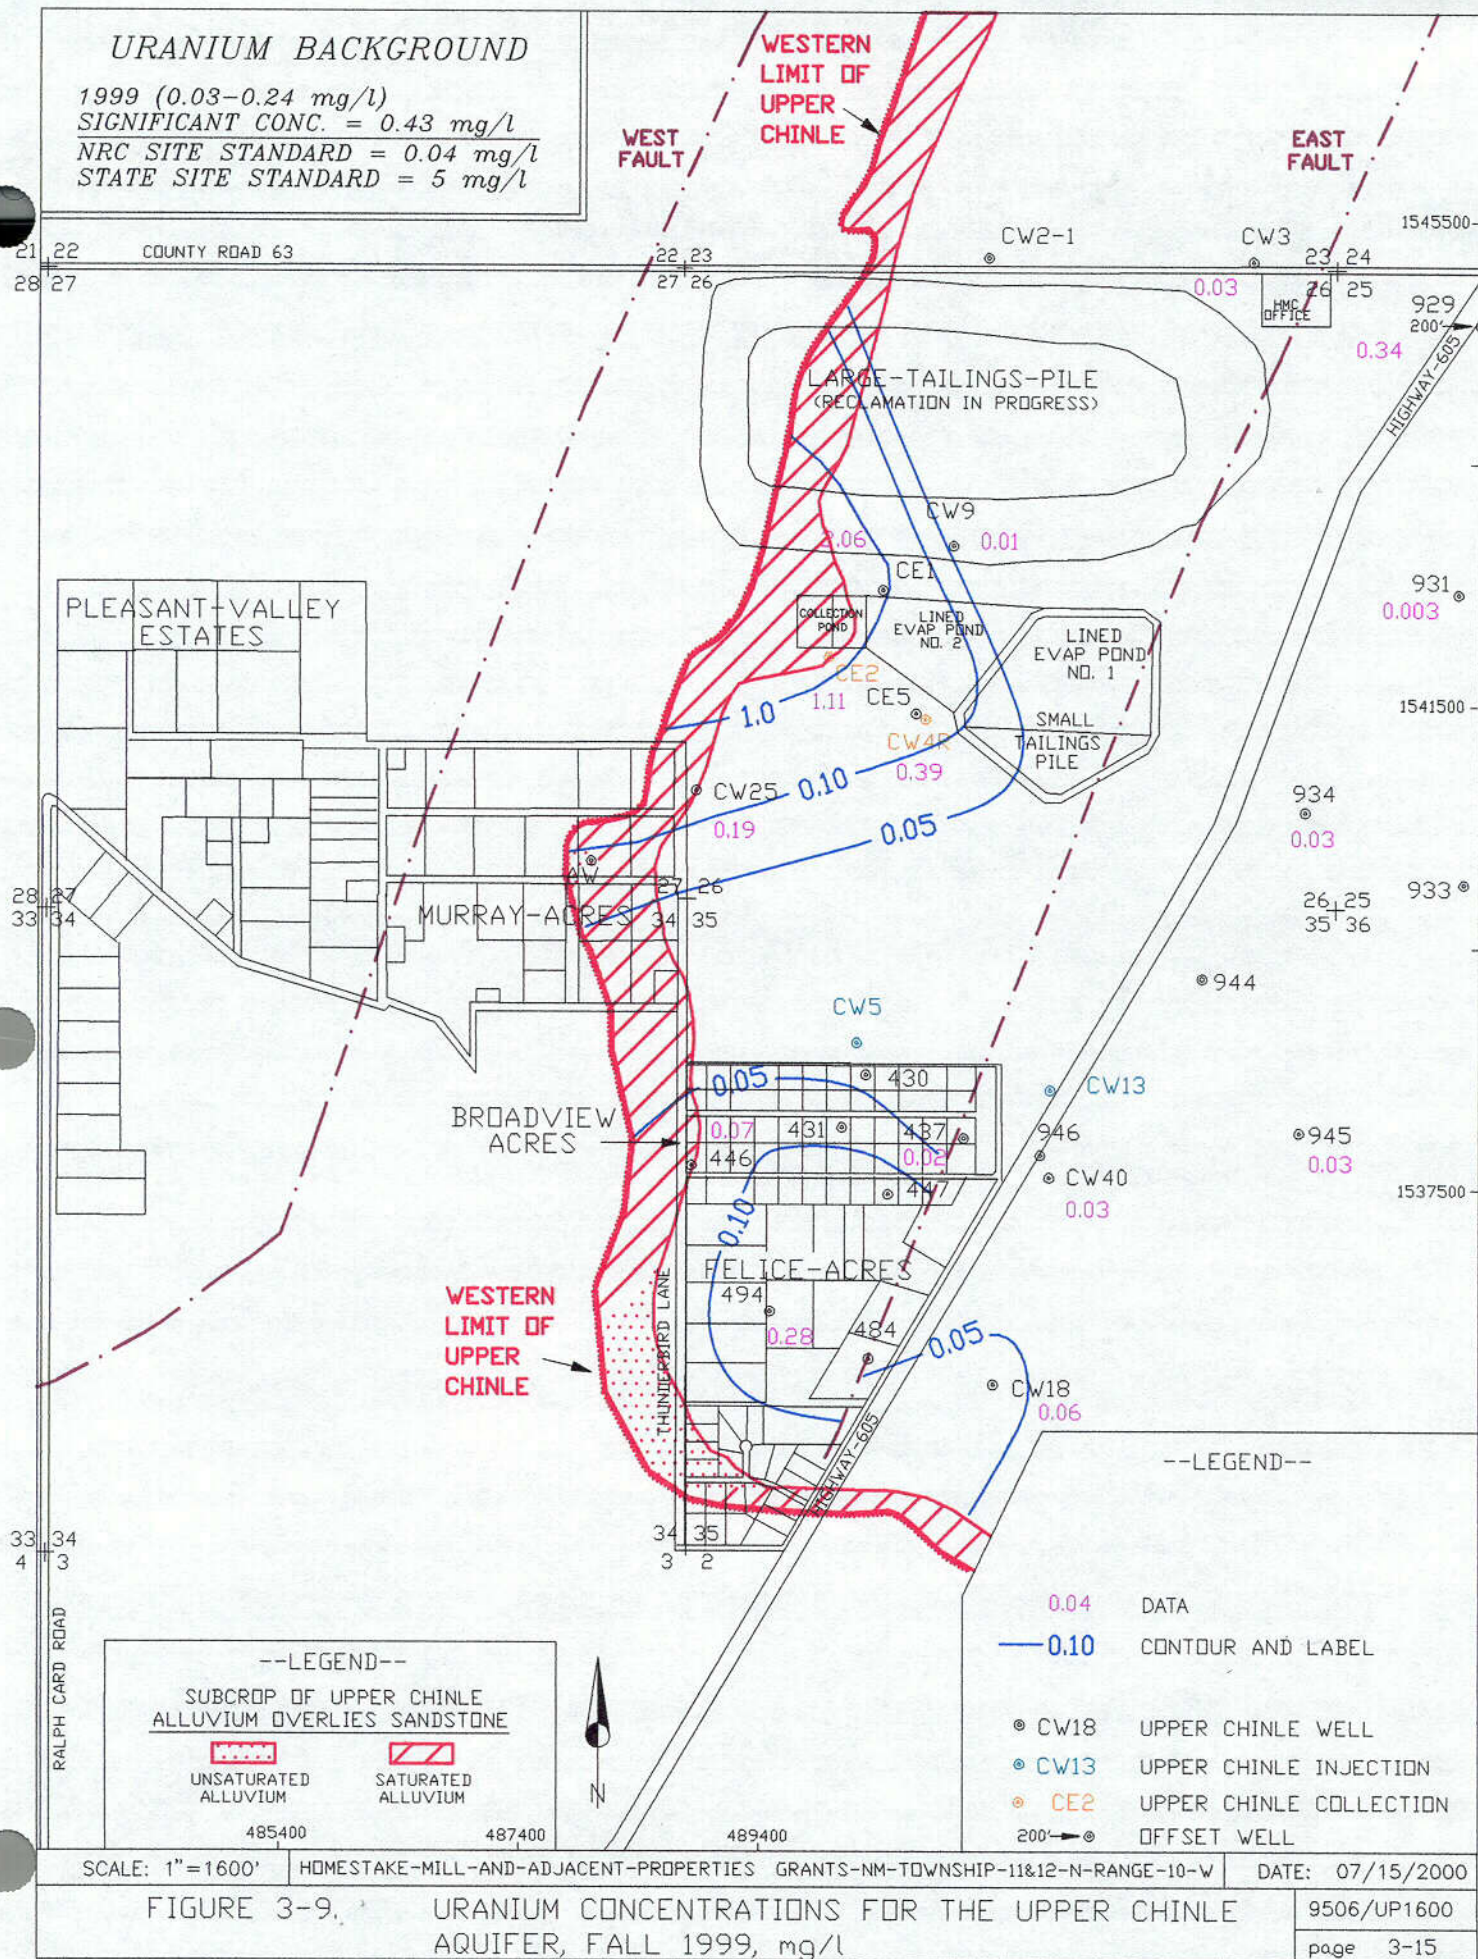 URANIUM BACKGROUND
1999 (0.03-0.24 mg/l)
SIGNIFICANT CONC. = 0.43 mg/l
NRC SITE STANDARD = 0.04 mg/l
STATE SITE STANDARD = 5 mg/l
WESTERN
LIMIT OF
UPPER
CHINLE
WEST
FAULT
EAST
FAULT
1545500
21 22
28 27
COUNTY ROAD 63
22 23
27 26
CW2-1
CW3
0.03
23 24
26 25
HMC
OFFICE
929
200'
0.34
HIGHWAY-605
LARGE-TAILINGS-PILE
(RECLAMATION IN PROGRESS)
CW9
0.01
2.06
CE1
931
0.003
COLLECTION
POND
LINED
EVAP POND
NO. 2
LINED
EVAP POND
NO. 1
SMALL
TAILINGS
PILE
PLEASANT-VALLEY
ESTATES
CE2
1.11
CE5
CW4R
0.39
1541500
1.0
0.10
0.05
CW25
0.19
934
0.03
AW
28 27
33 34
27 26
34 35
MURRAY-ACRES
26 25
35 36
933
944
CW5
CW13
430
0.05
BROADVIEW
ACRES
0.07
431
437
0.02
446
447
946
CW40
0.03
945
0.03
1537500
0.10
FELICE-ACRES
THUNDERBIRD LANE
494
0.28
484
0.05
WESTERN
LIMIT OF
UPPER
CHINLE
CW18
0.06
HIGHWAY-605
33 34
4 3
34 35
3 2
RALPH CARD ROAD
--LEGEND--
0.04 DATA
0.10 CONTOUR AND LABEL
CW18 UPPER CHINLE WELL
CW13 UPPER CHINLE INJECTION
CE2 UPPER CHINLE COLLECTION
200' OFFSET WELL
--LEGEND--
SUBCROP OF UPPER CHINLE
ALLUVIUM OVERLIES SANDSTONE
UNSATURATED
ALLUVIUM
SATURATED
ALLUVIUM
N
485400
487400
489400
SCALE: 1"=1600'
HOMESTAKE-MILL-AND-ADJACENT-PROPERTIES GRANTS-NM-TOWNSHIP-11&12-N-RANGE-10-W
DATE: 07/15/2000
FIGURE 3-9. URANIUM CONCENTRATIONS FOR THE UPPER CHINLE
AQUIFER, FALL 1999, mg/l
9506/UP1600
page 3-15